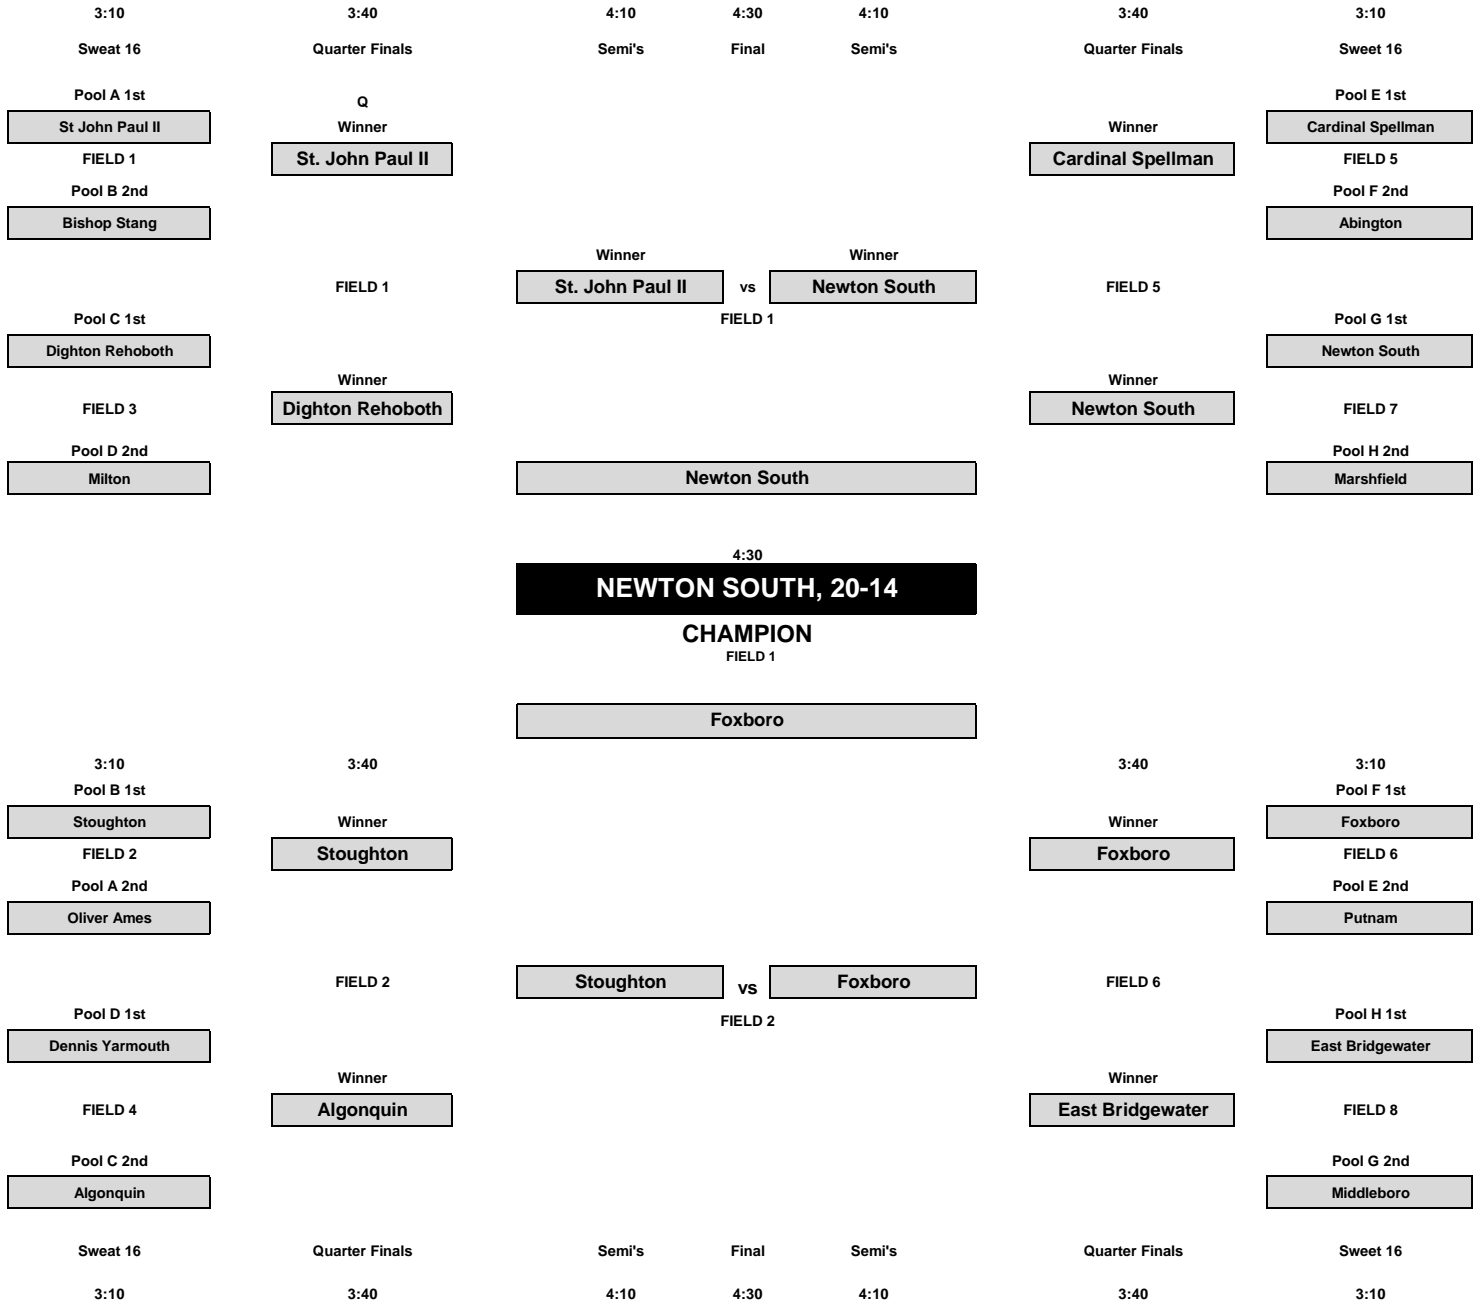 3:10 3:40 4:10 4:30 4:10 3:40 3:10
Sweat 16 Quarter Finals Semi's Final Semi's Quarter Finals Sweet 16
Pool A 1st Q Pool E 1st
St John Paul II Winner Winner Cardinal Spellman
FIELD 1 St. John Paul II Cardinal Spellman FIELD 5
Pool B 2nd Pool F 2nd
Bishop Stang Abington
Winner Winner
FIELD 1 St. John Paul II vs Newton South FIELD 5
Pool C 1st FIELD 1 Pool G 1st
Dighton Rehoboth Newton South
Winner Winner
FIELD 3 Dighton Rehoboth Newton South FIELD 7
Pool D 2nd Pool H 2nd
Milton Newton South Marshfield
4:30
NEWTON SOUTH, 20-14
CHAMPION
FIELD 1
Foxboro
3:10 3:40 3:40 3:10
Pool B 1st Pool F 1st
Stoughton Winner Winner Foxboro
FIELD 2 Stoughton Foxboro FIELD 6
Pool A 2nd Pool E 2nd
Oliver Ames Putnam
FIELD 2 Stoughton vs Foxboro FIELD 6
Pool D 1st FIELD 2 Pool H 1st
Dennis Yarmouth East Bridgewater
Winner Winner
FIELD 4 Algonquin East Bridgewater FIELD 8
Pool C 2nd Pool G 2nd
Algonquin Middleboro
Sweat 16 Quarter Finals Semi's Final Semi's Quarter Finals Sweet 16
3:10 3:40 4:10 4:30 4:10 3:40 3:10